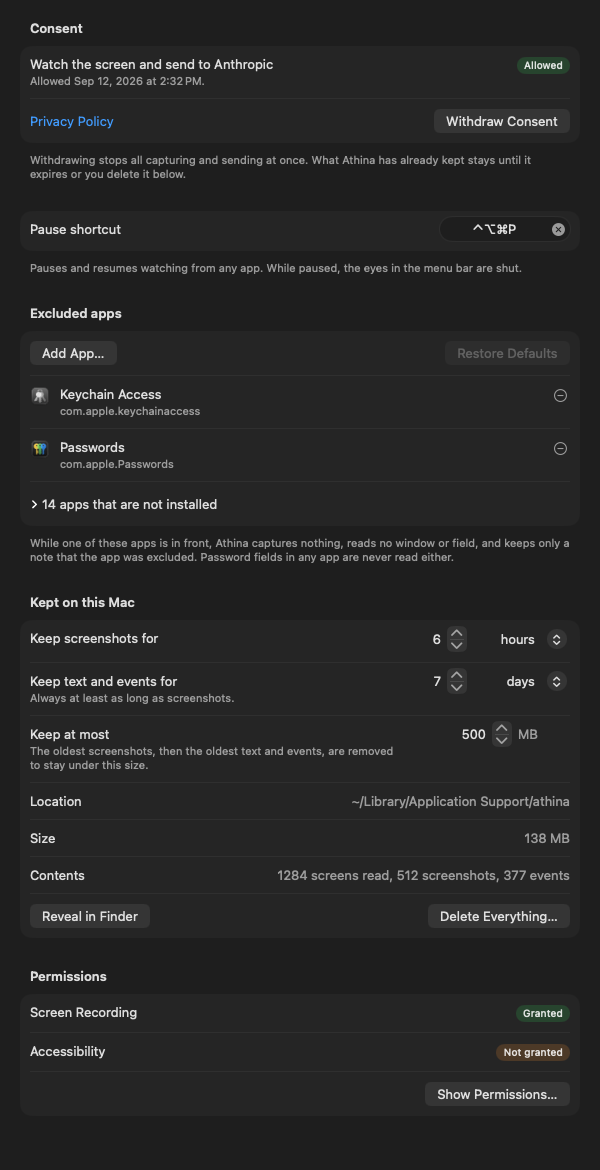 Consent
Watch the screen and send to Anthropic
Allowed
Allowed Sep 12, 2026 at 2:32 PM.
Privacy Policy
Withdraw Consent
Withdrawing stops all capturing and sending at once. What Athina has already kept stays until it
expires or you delete it below.
Pause shortcut
^⌥⌘P
Pauses and resumes watching from any app. While paused, the eyes in the menu bar are shut.
Excluded apps
Add App...
Restore Defaults
Keychain Access
com.apple.keychainaccess
Passwords
com.apple.Passwords
14 apps that are not installed
While one of these apps is in front, Athina captures nothing, reads no window or field, and keeps only a
note that the app was excluded. Password fields in any app are never read either.
Kept on this Mac
Keep screenshots for
6
hours
Keep text and events for
7
days
Always at least as long as screenshots.
Keep at most
500
MB
The oldest screenshots, then the oldest text and events, are removed
to stay under this size.
Location
~/Library/Application Support/athina
Size
138 MB
Contents
1284 screens read, 512 screenshots, 377 events
Reveal in Finder
Delete Everything...
Permissions
Screen Recording
Granted
Accessibility
Not granted
Show Permissions...